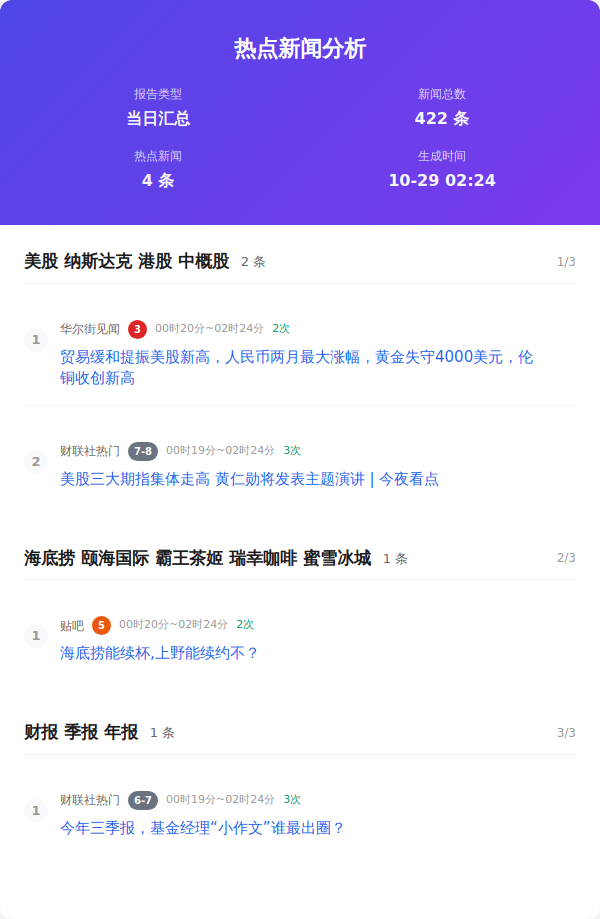 热点新闻分析
报告类型
新闻总数
当日汇总
422 条
热点新闻
生成时间
4 条
10-29 02:24
美股 纳斯达克 港股 中概股 2 条 1/3
1 华尔街见闻 3 00时20分~02时24分 2次
贸易缓和提振美股新高，人民币两月最大涨幅，黄金失守4000美元，伦
铜收创新高
2 财联社热门 7-8 00时19分~02时24分 3次
美股三大期指集体走高 黄仁勋将发表主题演讲 | 今夜看点
海底捞 颐海国际 霸王茶姬 瑞幸咖啡 蜜雪冰城 1 条 2/3
1 贴吧 5 00时20分~02时24分 2次
海底捞能续杯,上野能续约不？
财报 季报 年报 1 条 3/3
1 财联社热门 6-7 00时19分~02时24分 3次
今年三季报，基金经理“小作文”谁最出圈？